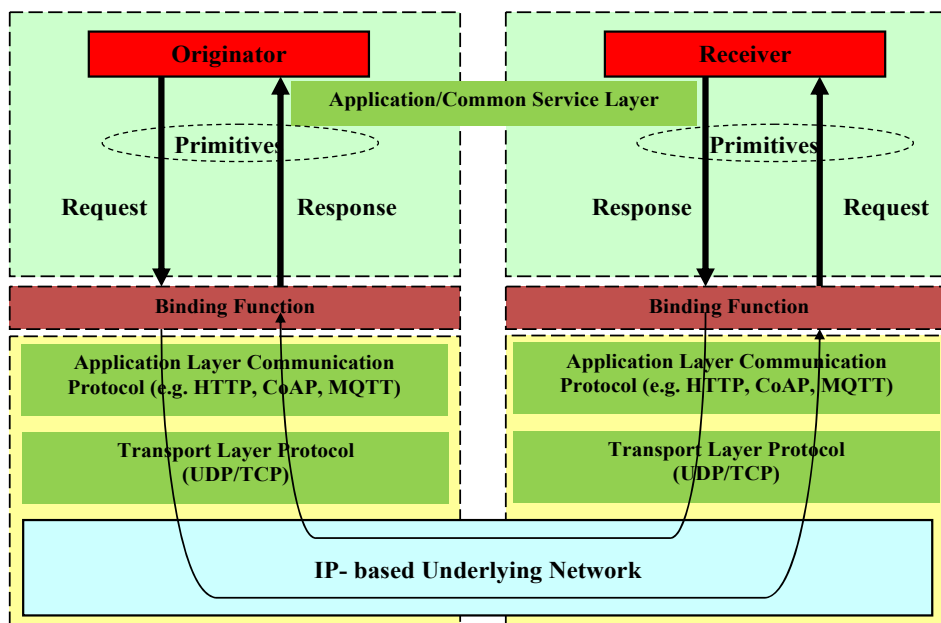 Originator
Receiver
Application/Common Service Layer
Primitives
Primitives
Request
Response
Response
Request
Binding Function
Binding Function
Application Layer Communication
Protocol (e.g. HTTP, CoAP, MQTT)
Application Layer Communication
Protocol (e.g. HTTP, CoAP, MQTT)
Transport Layer Protocol
(UDP/TCP)
Transport Layer Protocol
(UDP/TCP)
IP- based Underlying Network